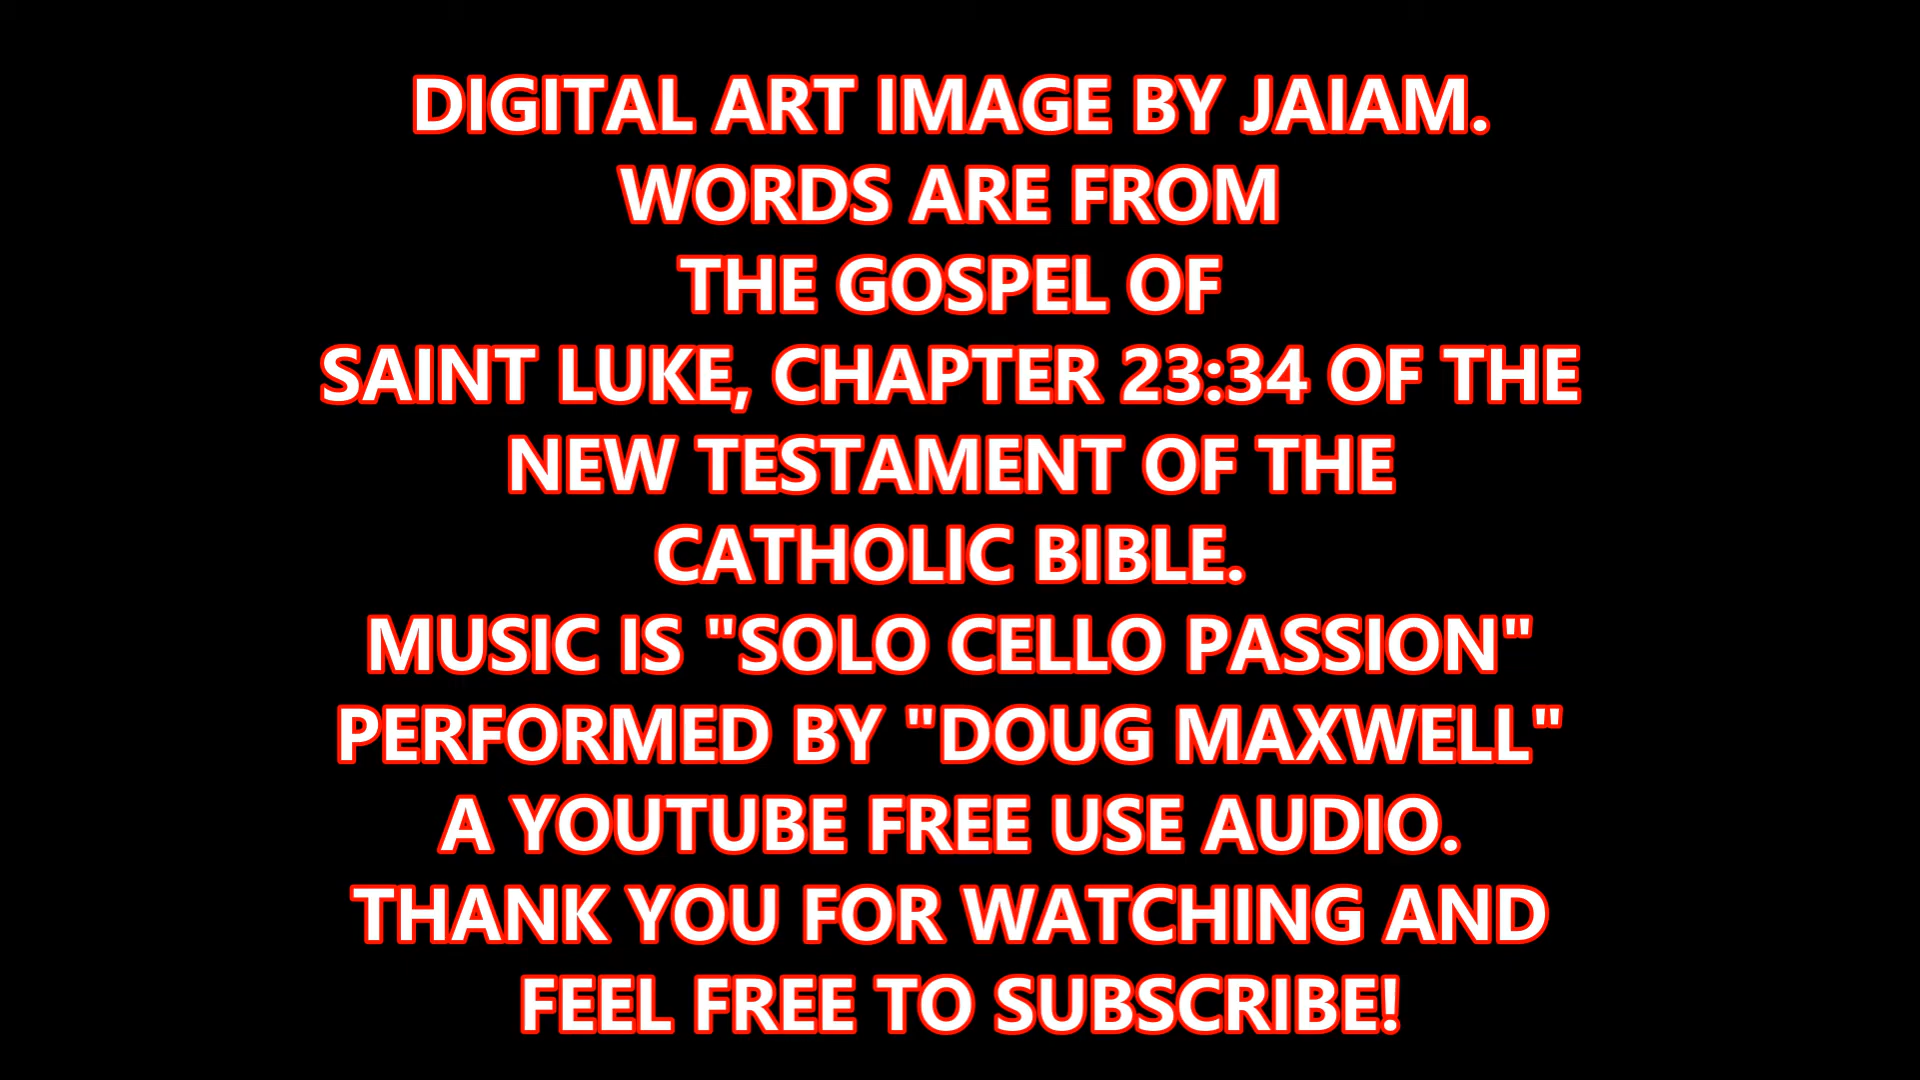 DIGITAL ART IMAGE BY JAIAM.
WORDS ARE FROM
THE GOSPEL OF
SAINT LUKE, CHAPTER 23:34 OF THE
NEW TESTAMENT OF THE
CATHOLIC BIBLE.
MUSIC IS "SOLO CELLO PASSION"
PERFORMED BY "DOUG MAXWELL"
A YOUTUBE FREE USE AUDIO.
THANK YOU FOR WATCHING AND
FEEL FREE TO SUBSCRIBE!